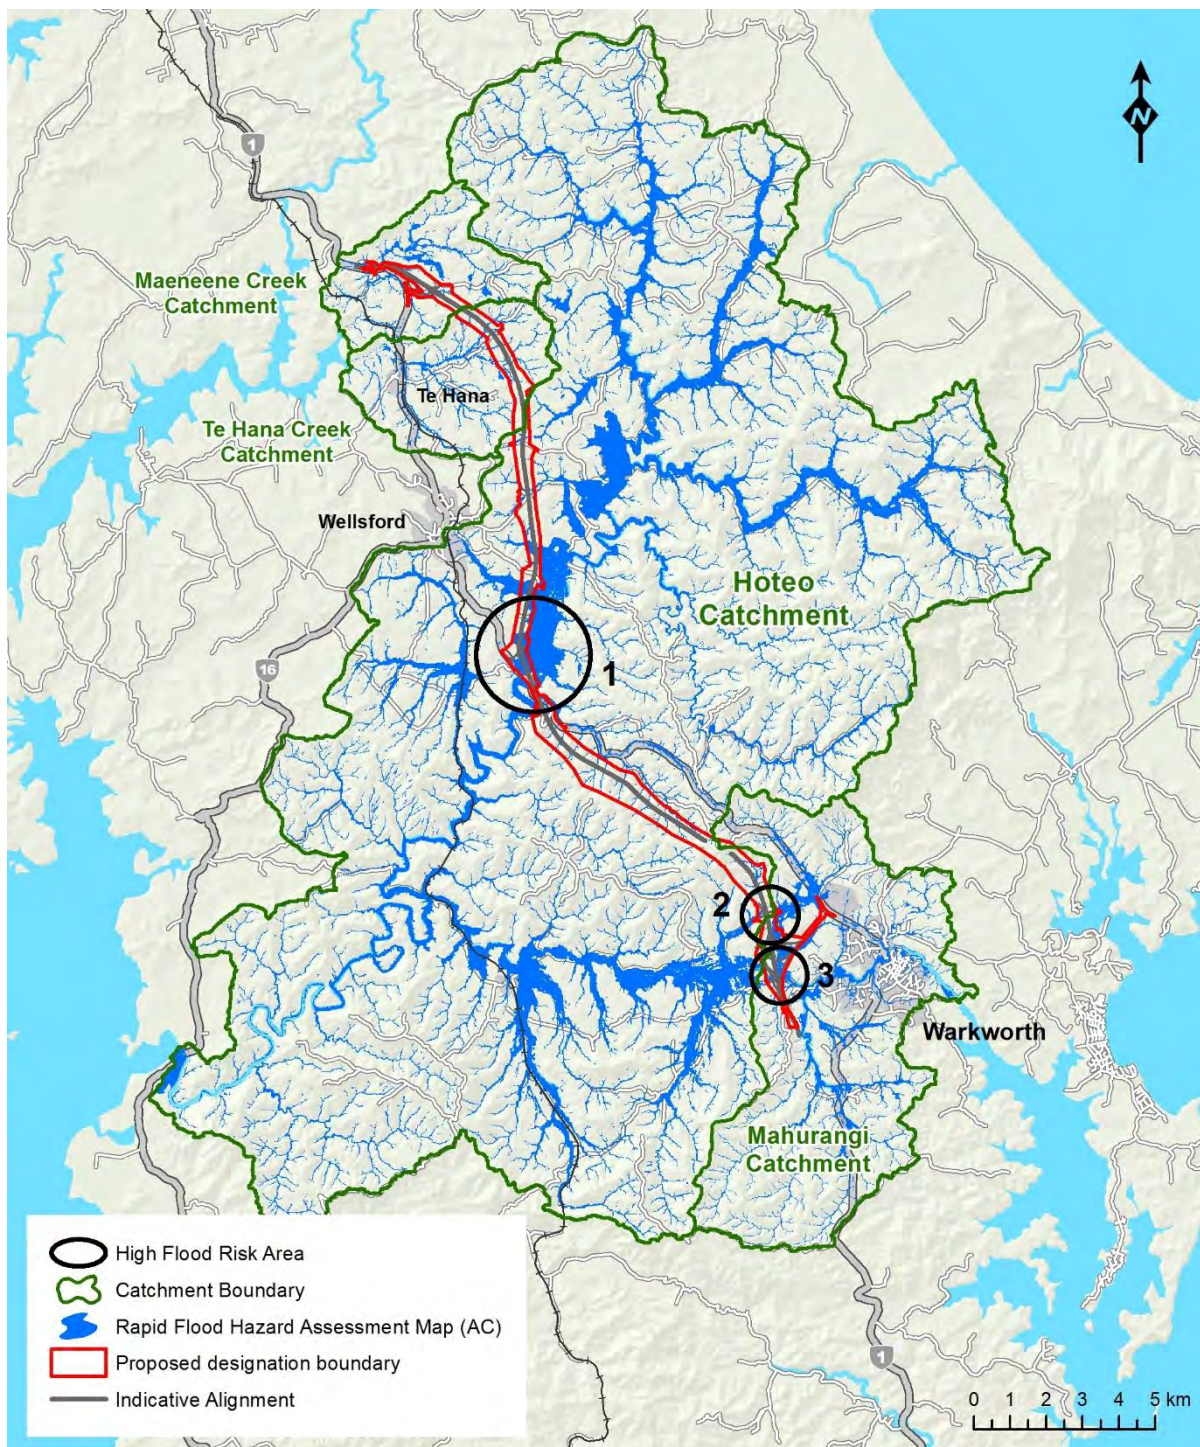 N
1
Maeneene Creek
Catchment
Te Hana
Te Hana Creek
Catchment
Wellsford
Hoteo
Catchment
1
16
2
3
Warkworth
Mahurangi
Catchment
High Flood Risk Area
Catchment Boundary
Rapid Flood Hazard Assessment Map (AC)
Proposed designation boundary
Indicative Alignment
1
0 1 2 3 4 5 km